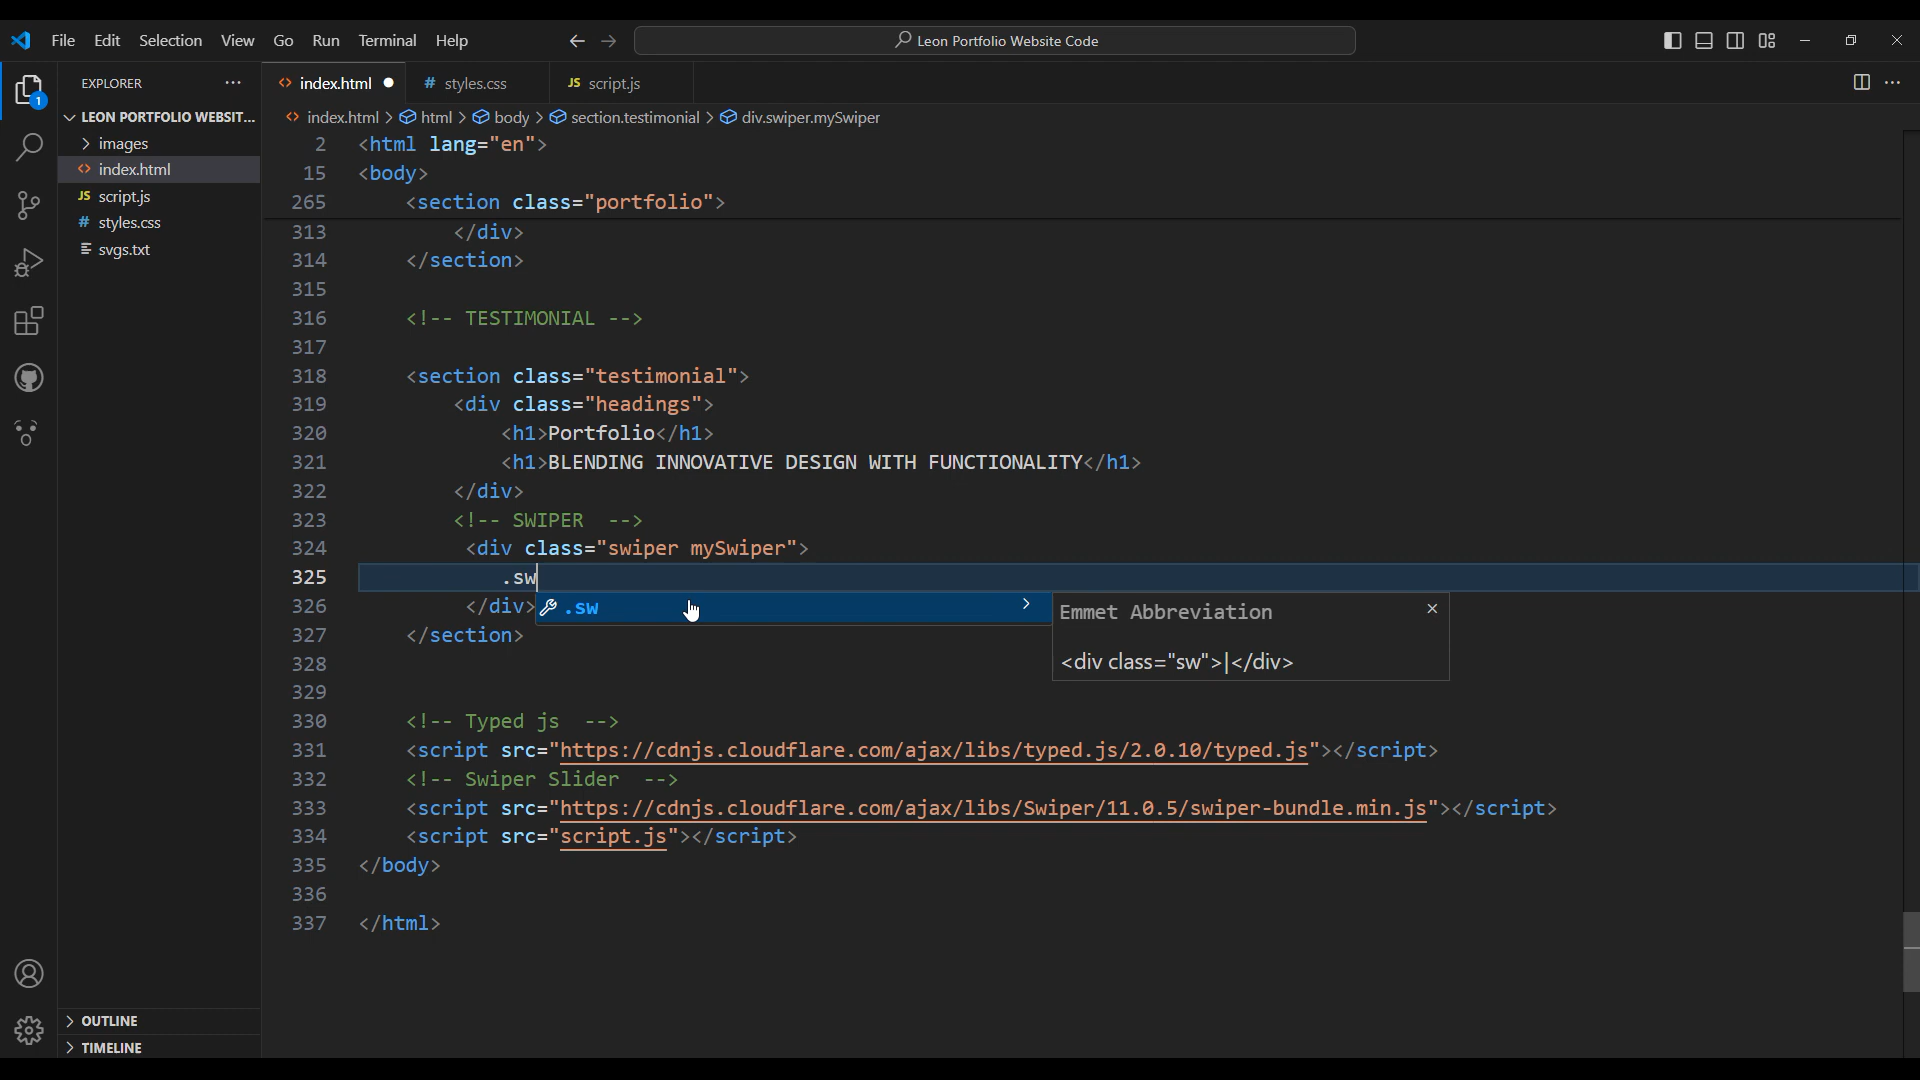 File Edit Selection View Go Run Terminal Help
Leon Portfolio Website Code
EXPLORER
1
LEON PORTFOLIO WEBSIT...
images
index.html
JS script.js
# styles.css
svgs.txt
OUTLINE
TIMELINE
index.html
# styles.css
JS script.js
index.html > html > body > section.testimonial > div.swiper.mySwiper
2 <html lang="en">
15 <body>
265 <section class="portfolio">
313 </div>
314 </section>
315
316 <!-- TESTIMONIAL -->
317
318 <section class="testimonial">
319 <div class="headings">
320 <h1>Portfolio</h1>
321 <h1>BLENDING INNOVATIVE DESIGN WITH FUNCTIONALITY</h1>
322 </div>
323 <!-- SWIPER  -->
324 <div class="swiper mySwiper">
325 .sw
326 </div>
.sw
Emmet Abbreviation
<div class="sw">|</div>
327 </section>
328
329
330 <!-- Typed js  -->
331 <script src="https://cdnjs.cloudflare.com/ajax/libs/typed.js/2.0.10/typed.js"></script>
332 <!-- Swiper Slider  -->
333 <script src="https://cdnjs.cloudflare.com/ajax/libs/Swiper/11.0.5/swiper-bundle.min.js"></script>
334 <script src="script.js"></script>
335 </body>
336
337 </html>